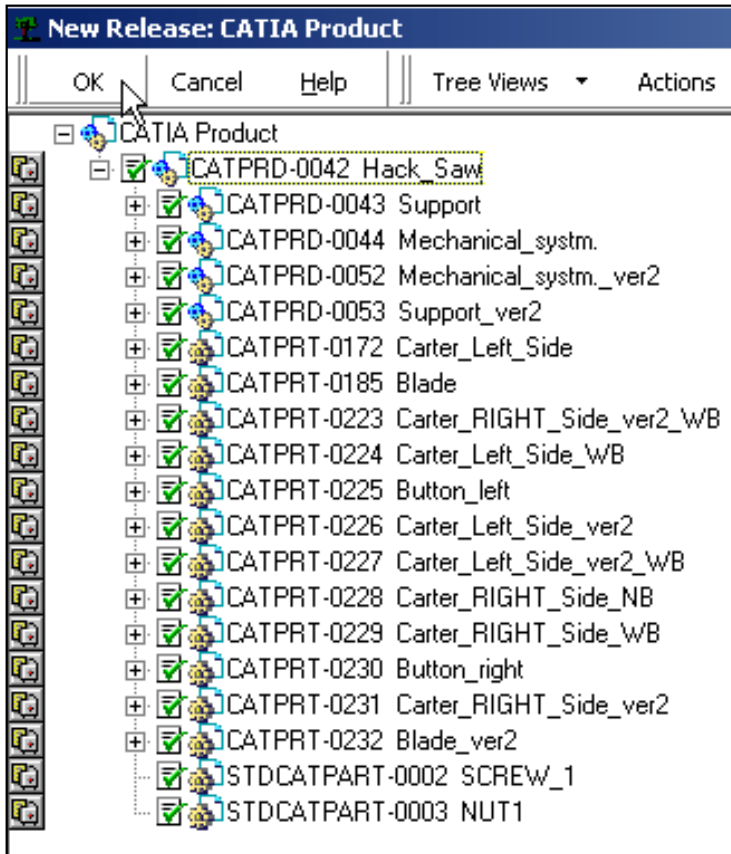 New Release: CATIA Product
OK Cancel Help Tree Views Actions
CATIA Product
CATPRD-0042 Hack_Saw
CATPRD-0043 Support
CATPRD-0044 Mechanical_systm.
CATPRD-0052 Mechanical_systm._ver2
CATPRD-0053 Support_ver2
CATPRT-0172 Carter_Left_Side
CATPRT-0185 Blade
CATPRT-0223 Carter_RIGHT_Side_ver2_WB
CATPRT-0224 Carter_Left_Side_WB
CATPRT-0225 Button_left
CATPRT-0226 Carter_Left_Side_ver2
CATPRT-0227 Carter_Left_Side_ver2_WB
CATPRT-0228 Carter_RIGHT_Side_NB
CATPRT-0229 Carter_RIGHT_Side_WB
CATPRT-0230 Button_right
CATPRT-0231 Carter_RIGHT_Side_ver2
CATPRT-0232 Blade_ver2
STDCATPART-0002 SCREW_1
STDCATPART-0003 NUT1